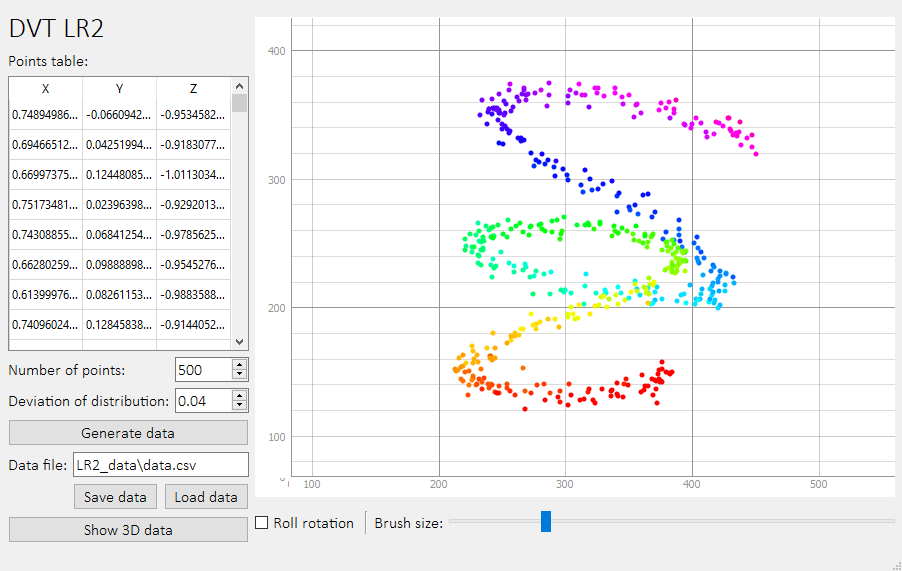 DVT LR2
Points table:
X Y Z
0.74894986... -0.0660942... -0.9534582...
0.69466512... 0.04251994... -0.9183077...
0.66997375... 0.12448085... -1.0113034...
0.75173481... 0.02396398... -0.9292013...
0.74308855... 0.06841254... -0.9785625...
0.66280259... 0.09888898... -0.9545276...
0.61399976... 0.08261153... -0.9883588...
0.74096024... 0.12845838... -0.9144052...
Number of points: 500
Deviation of distribution: 0.04
Generate data
Data file: LR2_data\data.csv
Save data Load data
Show 3D data
400
300
200
100
100 200 300 400 500
Roll rotation Brush size: